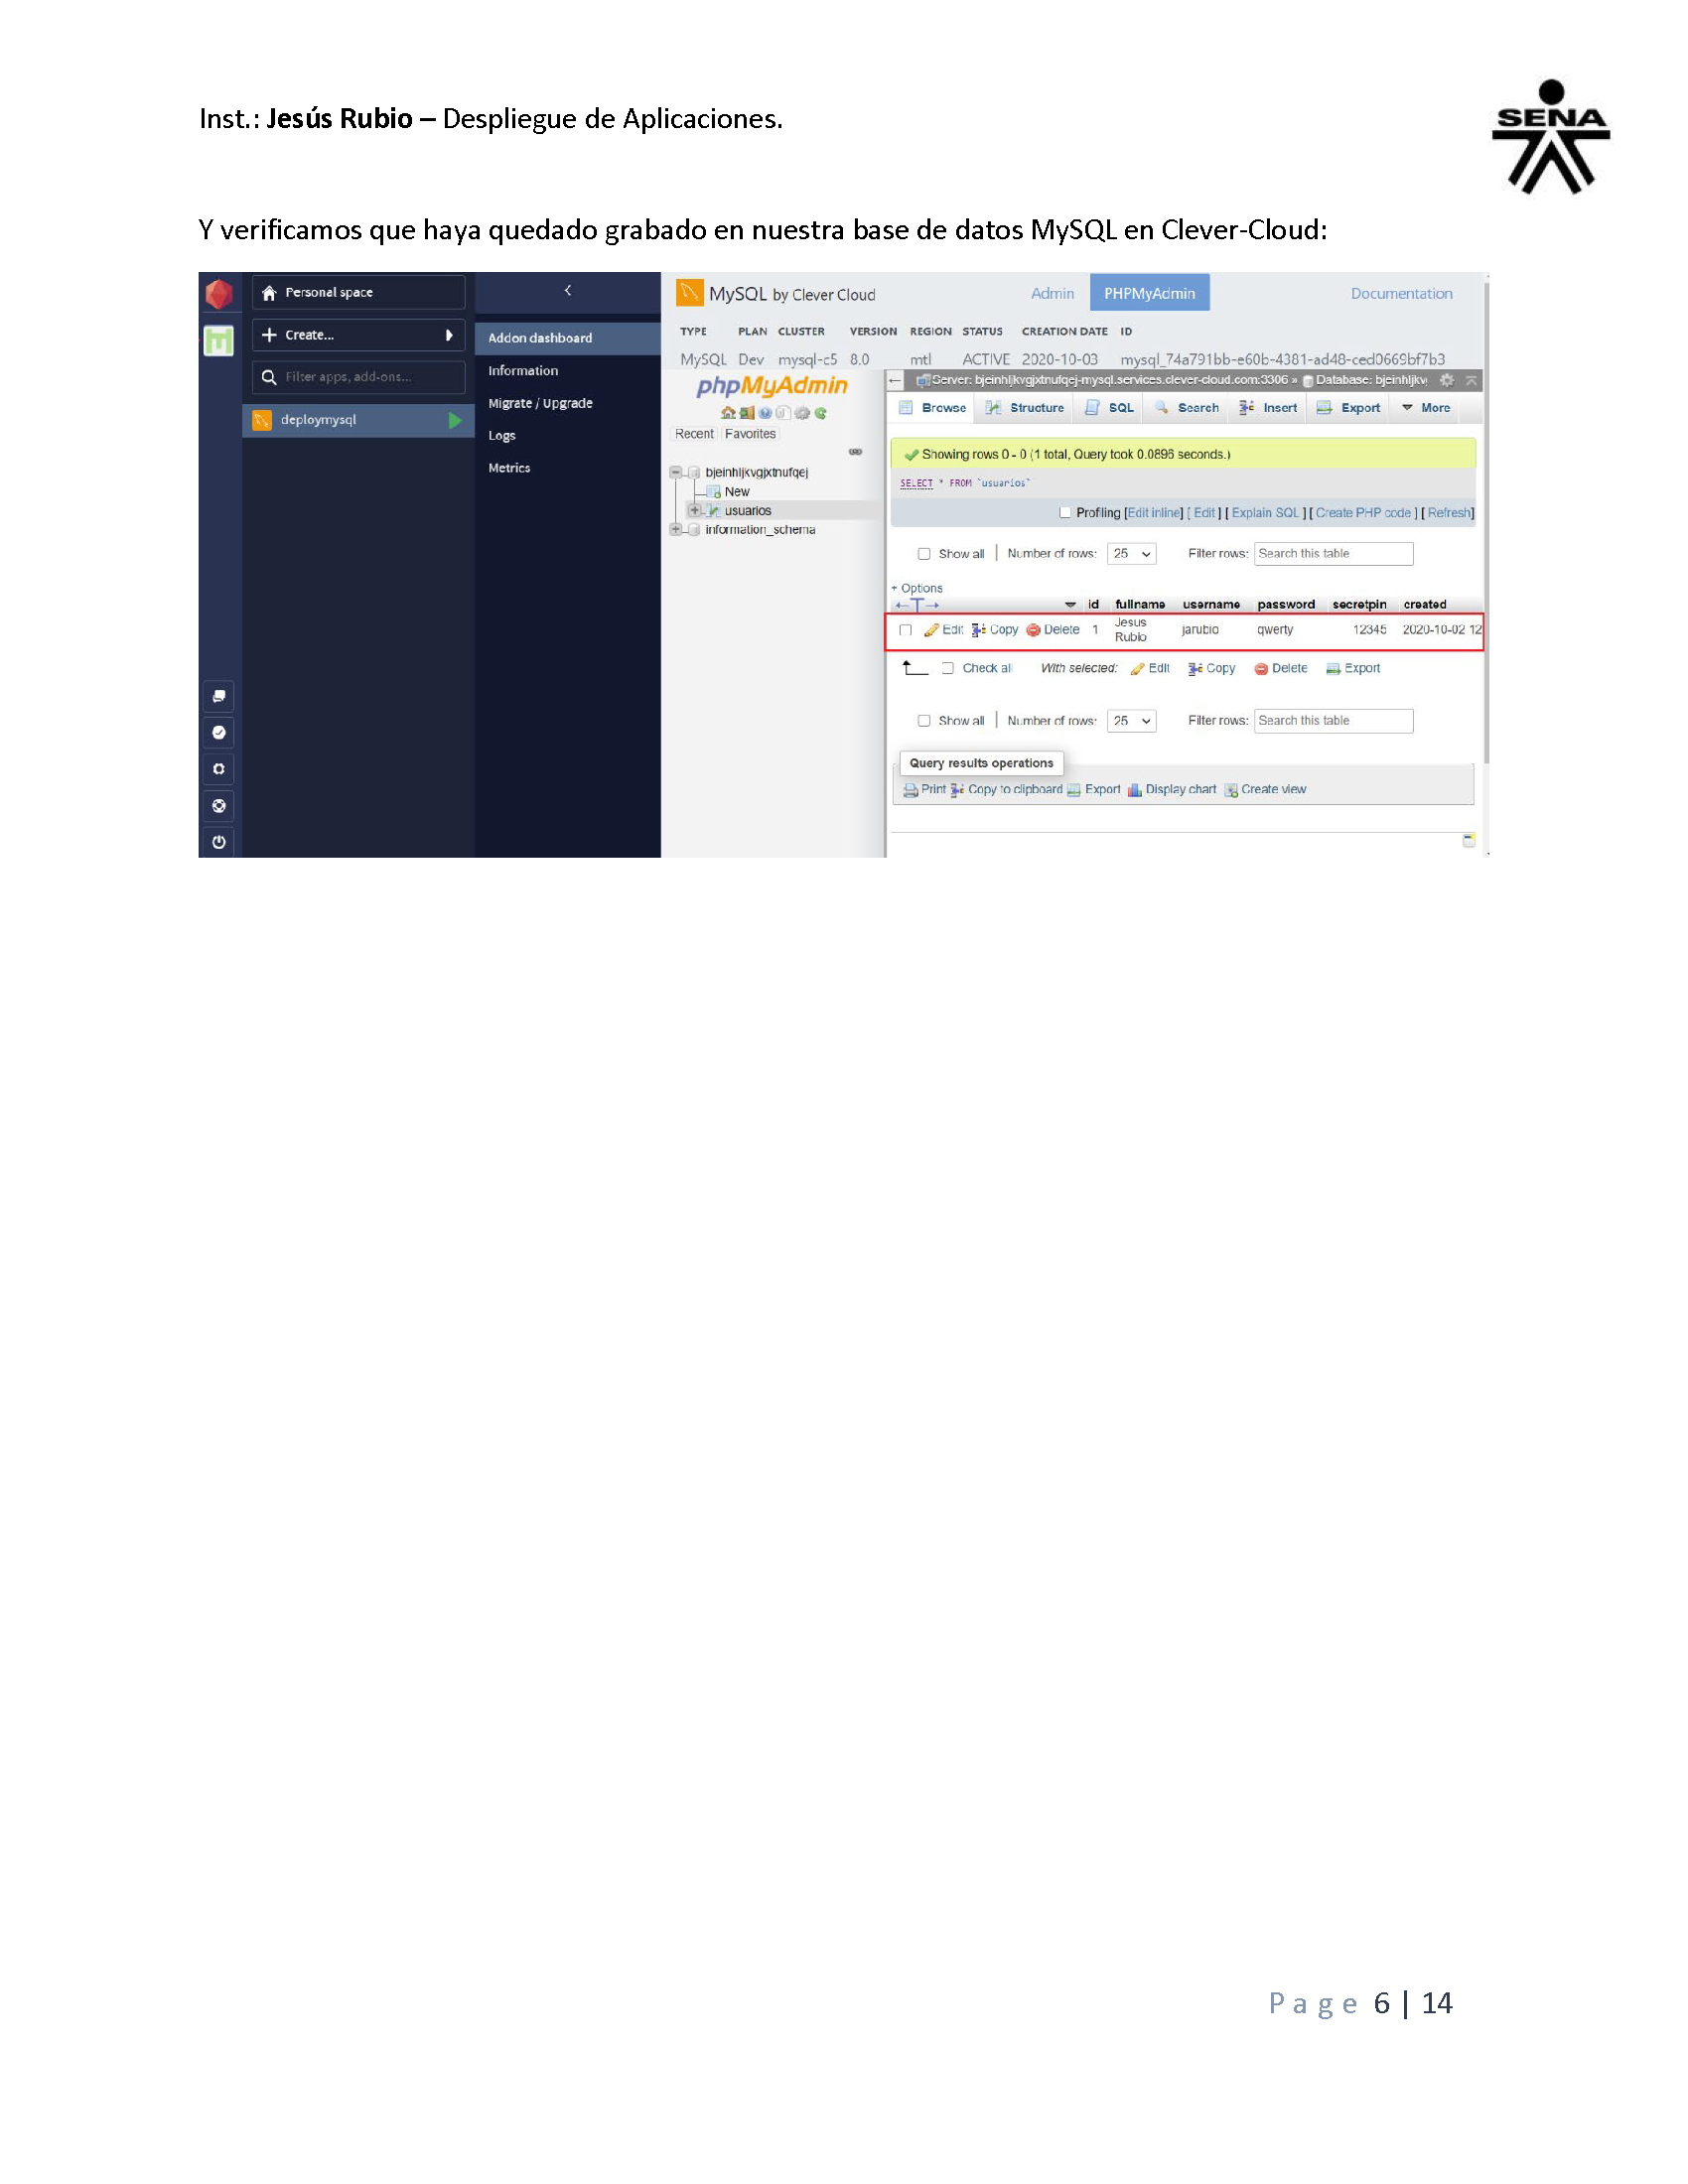 Inst.: Jesús Rubio – Despliegue de Aplicaciones.
SENA
Y verificamos que haya quedado grabado en nuestra base de datos MySQL en Clever-Cloud:
Personal space
Create...
Filter apps, add-ons...
deploymysql
Addon dashboard
Information
Migrate / Upgrade
Logs
Metrics
MySQL by Clever Cloud
Admin PHPMyAdmin Documentation
TYPE PLAN CLUSTER VERSION REGION STATUS CREATION DATE ID
MySQL Dev mysql-c5 8.0 mtl ACTIVE 2020-10-03 mysql_74a791bb-e60b-4381-ad48-ced0669bf7b3
phpMyAdmin
Recent Favorites
bjeinhljkvgjxtnufqej
New
usuarios
information_schema
Server: bjeinhljkvgjxtnufqej-mysql.services.clever-cloud.com:3306 » Database: bjeinhljkv
Browse Structure SQL Search Insert Export More
Showing rows 0 - 0 (1 total, Query took 0.0896 seconds.)
SELECT * FROM `usuarios`
Profiling [Edit inline] [ Edit ] [ Explain SQL ] [ Create PHP code ] [ Refresh]
Show all | Number of rows: 25 Filter rows: Search this table
+ Options
←T→ id fullname username password secretpin created
Edit Copy Delete 1 Jesus Rubio jarubio qwerty 12345 2020-10-02 12
Check all With selected: Edit Copy Delete Export
Show all | Number of rows: 25 Filter rows: Search this table
Query results operations
Print Copy to clipboard Export Display chart Create view
Page 6 | 14